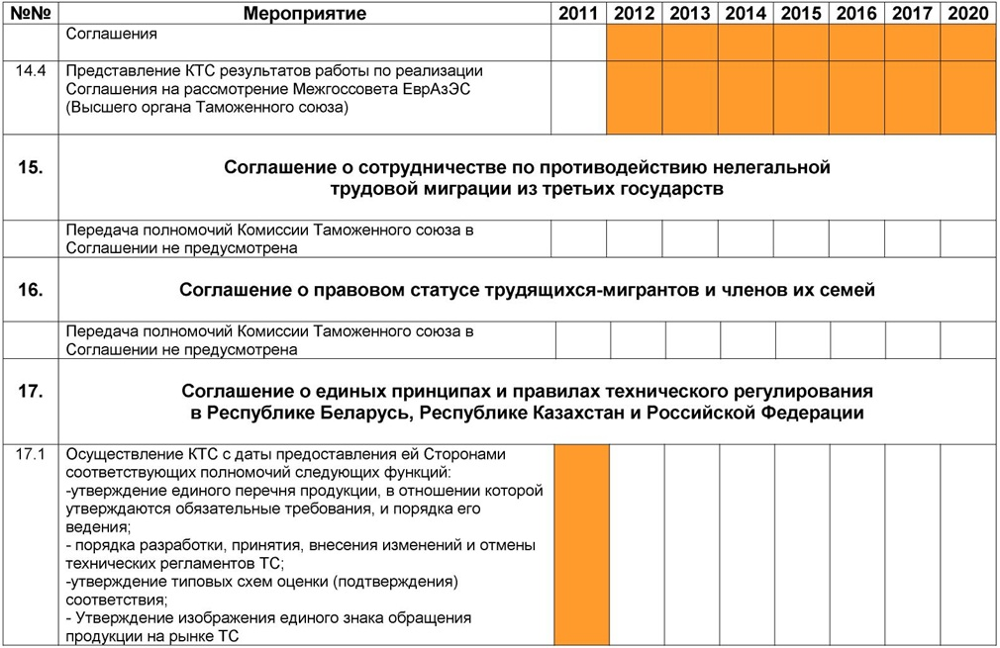 №№ Мероприятие 2011 2012 2013 2014 2015 2016 2017 2020
Соглашения
14.4 Представление КТС результатов работы по реализации
Соглашения на рассмотрение Межгоссовета ЕврАзЭС
(Высшего органа Таможенного союза)
15. Соглашение о сотрудничестве по противодействию нелегальной
трудовой миграции из третьих государств
Передача полномочий Комиссии Таможенного союза в
Соглашении не предусмотрена
16. Соглашение о правовом статусе трудящихся-мигрантов и членов их семей
Передача полномочий Комиссии Таможенного союза в
Соглашении не предусмотрена
17. Соглашение о единых принципах и правилах технического регулирования
в Республике Беларусь, Республике Казахстан и Российской Федерации
17.1 Осуществление КТС с даты предоставления ей Сторонами
соответствующих полномочий следующих функций:
-утверждение единого перечня продукции, в отношении которой
утверждаются обязательные требования, и порядка его
ведения;
- порядка разработки, принятия, внесения изменений и отмены
технических регламентов ТС;
-утверждение типовых схем оценки (подтверждения)
соответствия;
- Утверждение изображения единого знака обращения
продукции на рынке ТС